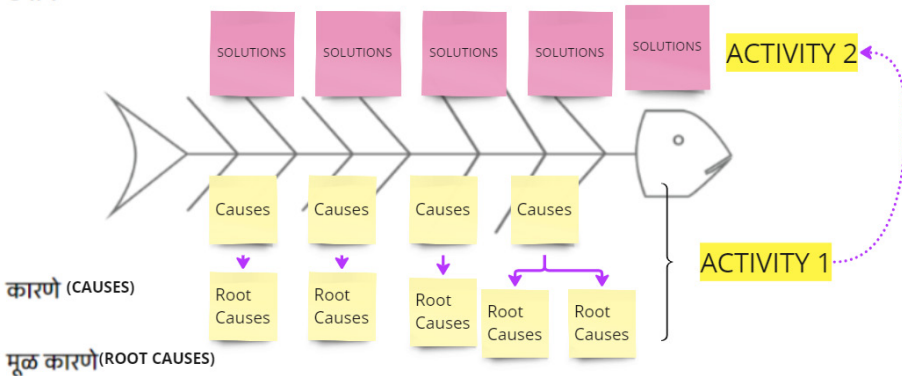 SOLUTIONS
SOLUTIONS
SOLUTIONS
SOLUTIONS
SOLUTIONS
ACTIVITY 2
Causes
Causes
Causes
Causes
ACTIVITY 1
कारणे (CAUSES)
Root
Causes
Root
Causes
Root
Causes
Root
Causes
Root
Causes
मूळ कारणे(ROOT CAUSES)